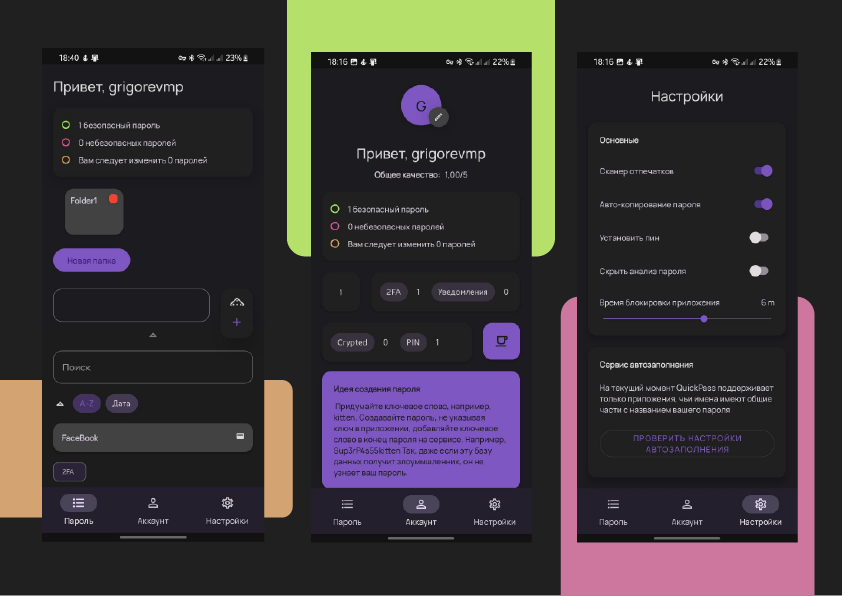 18:40
23%
Привет, grigorevmp
1 безопасный пароль
0 небезопасных паролей
Вам следует изменить 0 паролей
Folder1
Новая папка
Поиск
A-Z
Дата
FaceBook
2FA
Пароль
Аккаунт
Настройки
18:16
22%
G
Привет, grigorevmp
Общее качество: 1,00/5
1 безопасный пароль
0 небезопасных паролей
Вам следует изменить 0 паролей
1
2FA 1 Уведомления 0
Crypted 0 PIN 1
Идея создания пароля
Придумайте ключевое слово, например,
kitten. Создавайте пароль, не указывая
ключ в приложении, добавляйте ключевое
слово в конец пароля на сервисе. Например,
Sup3rP4s55kitten Так, даже если эту базу
данных получит злоумышленник, он не
узнает ваш пароль.
Пароль
Аккаунт
Настройки
18:16
22%
Настройки
Основные
Сканер отпечатков
Авто-копирование пароля
Установить пин
Скрыть анализ пароля
Время блокировки приложения 6 m
Сервис автозаполнения
На текущий момент QuickPass поддерживает
только приложения, чьи имена имеют общие
части с названием вашего пароля
ПРОВЕРИТЬ НАСТРОЙКИ
АВТОЗАПОЛНЕНИЯ
Пароль
Аккаунт
Настройки